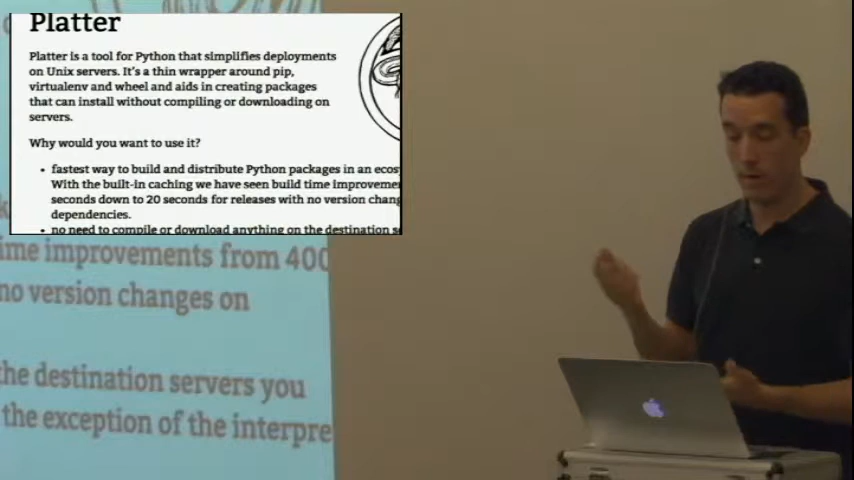 Platter
Platter is a tool for Python that simplifies deployments
on Unix servers. It's a thin wrapper around pip,
virtualenv and wheel and aids in creating packages
that can install without compiling or downloading on
servers.
Why would you want to use it?
• fastest way to build and distribute Python packages in an
With the built-in caching we have seen build time
seconds down to 20 seconds for releases with no version
dependencies.
• no need to compile or download anything on the destination
time improvements from 400
no version changes on
the destination servers you
the exception of the